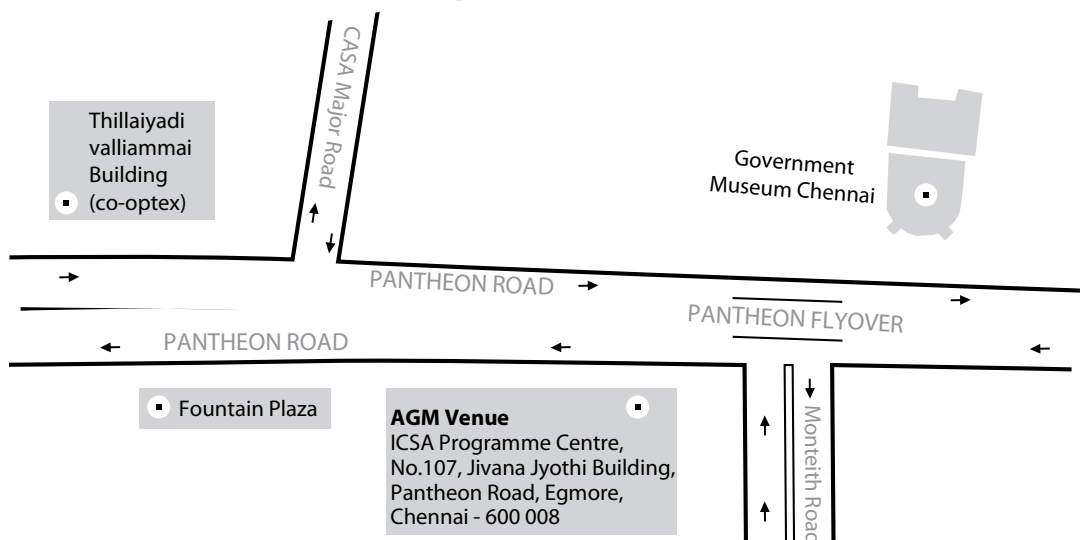 CASA Major Road
Thillaiyadi
valliammai
Building
(co-optex)
Government
Museum Chennai
PANTHEON ROAD
PANTHEON FLYOVER
PANTHEON ROAD
Fountain Plaza
AGM Venue
ICSA Programme Centre,
No.107, Jivana Jyothi Building,
Pantheon Road, Egmore,
Chennai - 600 008
Monteith Road